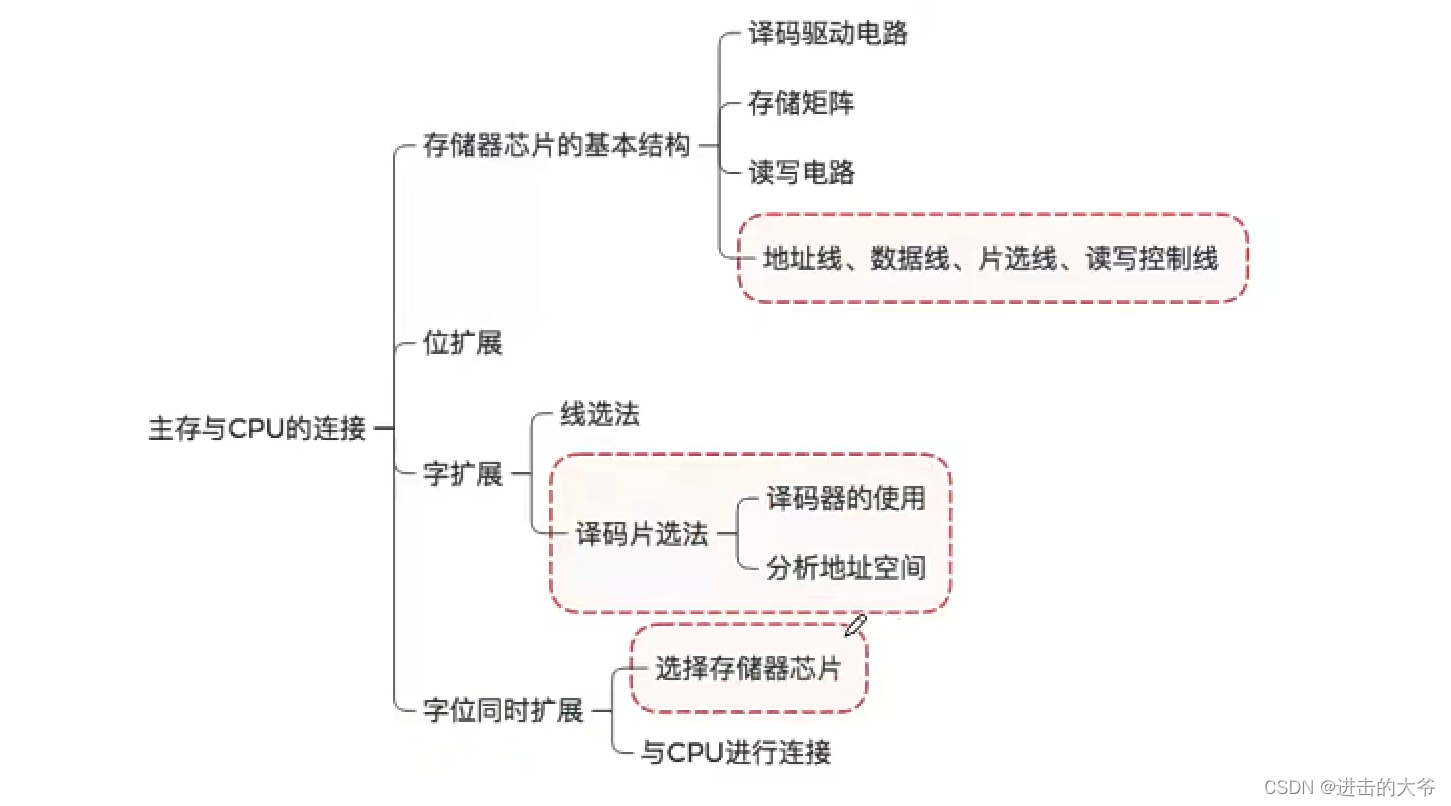 译码驱动电路
存储矩阵
存储器芯片的基本结构
读写电路
地址线、数据线、片选线、读写控制线
位扩展
主存与CPU的连接
线选法
字扩展
译码器的使用
译码片选法
分析地址空间
选择存储器芯片
字位同时扩展
与CPU进行连接
CSDN @进击的大爷